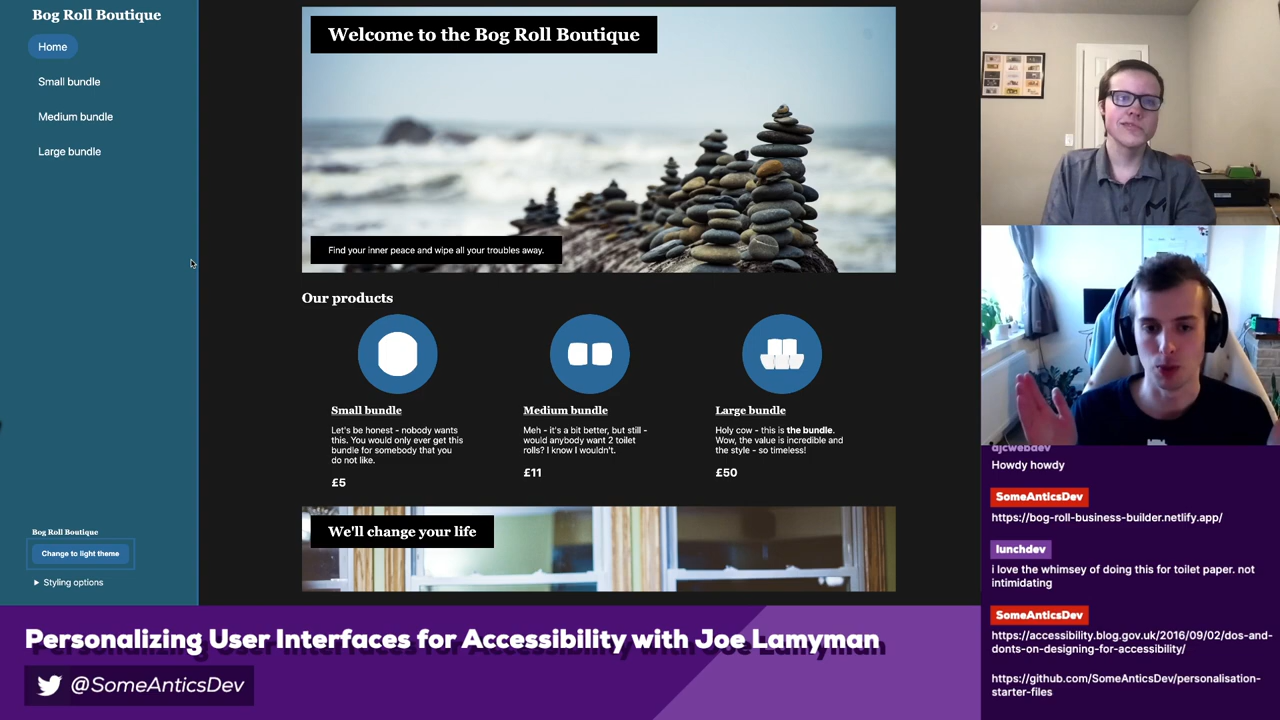 Bog Roll Boutique
Home
Small bundle
Medium bundle
Large bundle
Bog Roll Boutique
Change to light theme
Styling options
Welcome to the Bog Roll Boutique
Find your inner peace and wipe all your troubles away.
Our products
Small bundle
Let's be honest - nobody wants
this. You would only ever get this
bundle for somebody that you
do not like.
£5
Medium bundle
Meh - it's a bit better, but still -
would anybody want 2 toilet
rolls? I know I wouldn't.
£11
Large bundle
Holy cow - this is the bundle.
Wow, the value is incredible and
the style - so timeless!
£50
We'll change your life
ajcwebdev
Howdy howdy
SomeAnticsDev
https://bog-roll-business-builder.netlify.app/
lunchdev
i love the whimsey of doing this for toilet paper. not
intimidating
SomeAnticsDev
https://accessibility.blog.gov.uk/2016/09/02/dos-and-
donts-on-designing-for-accessibility/
https://github.com/SomeAnticsDev/personalisation-
starter-files
Personalizing User Interfaces for Accessibility with Joe Lamyman
@SomeAnticsDev